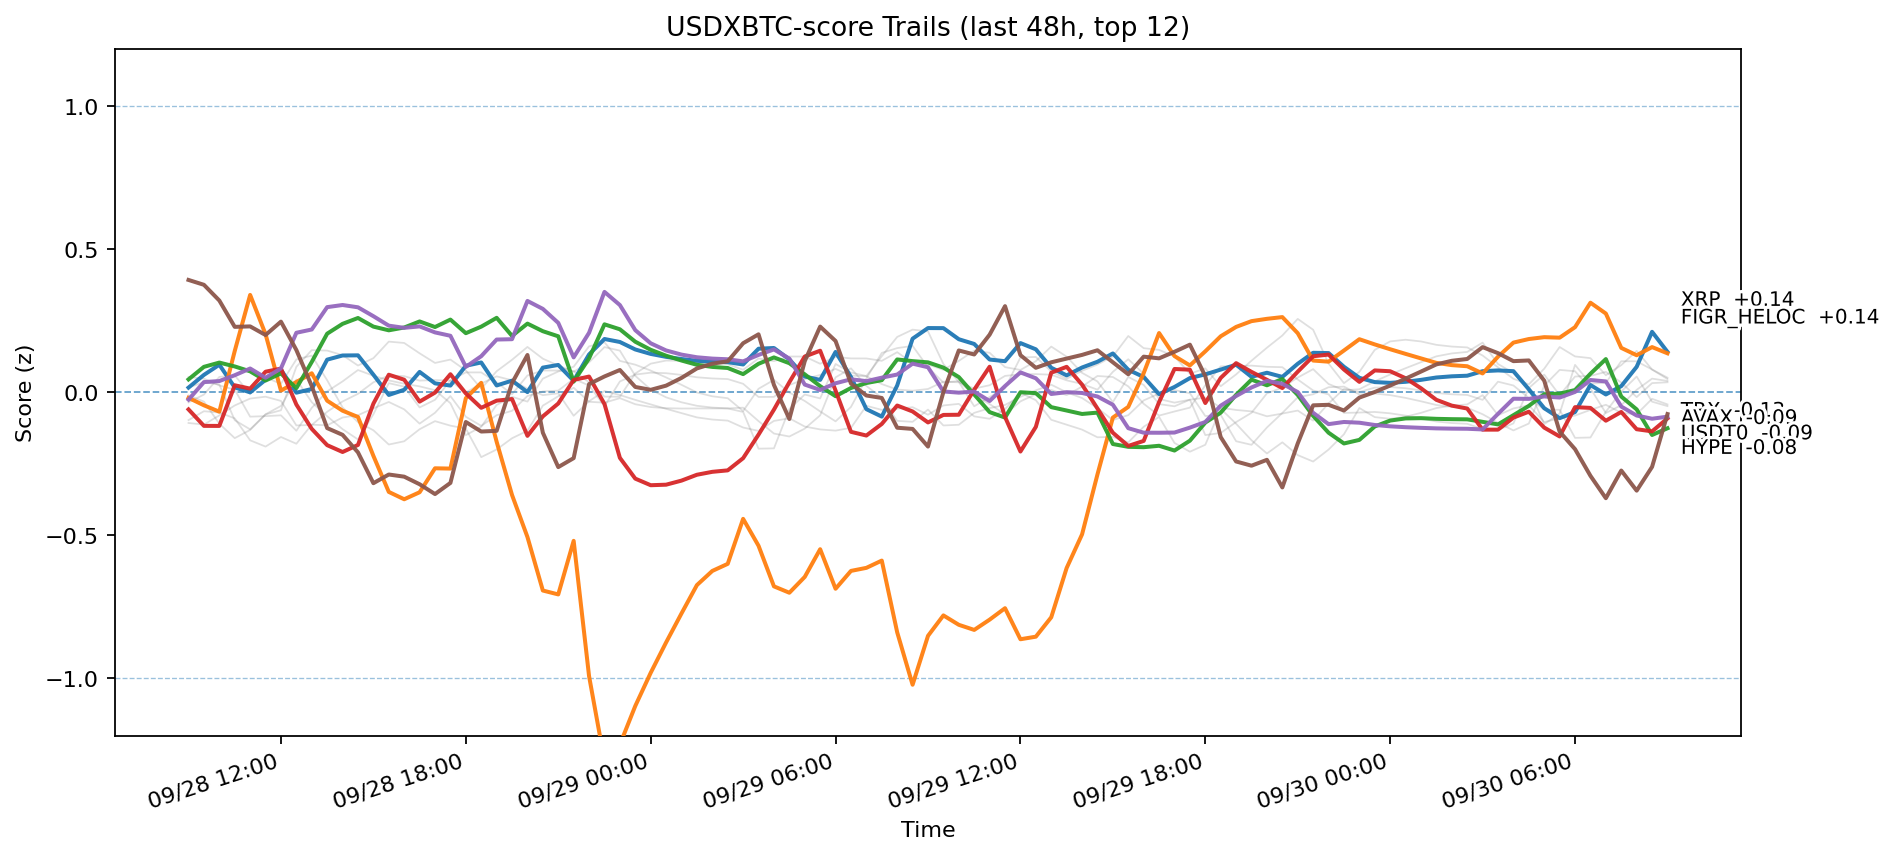 USDXBTC-score Trails (last 48h, top 12)
Score (z)
1.0
0.5
0.0
−0.5
−1.0
XRP +0.14
FIGR_HELOC +0.14
AVAX -0.09
USDT0 -0.09
HYPE -0.08
09/28 12:00
09/28 18:00
09/29 00:00
09/29 06:00
09/29 12:00
09/29 18:00
09/30 00:00
09/30 06:00
Time